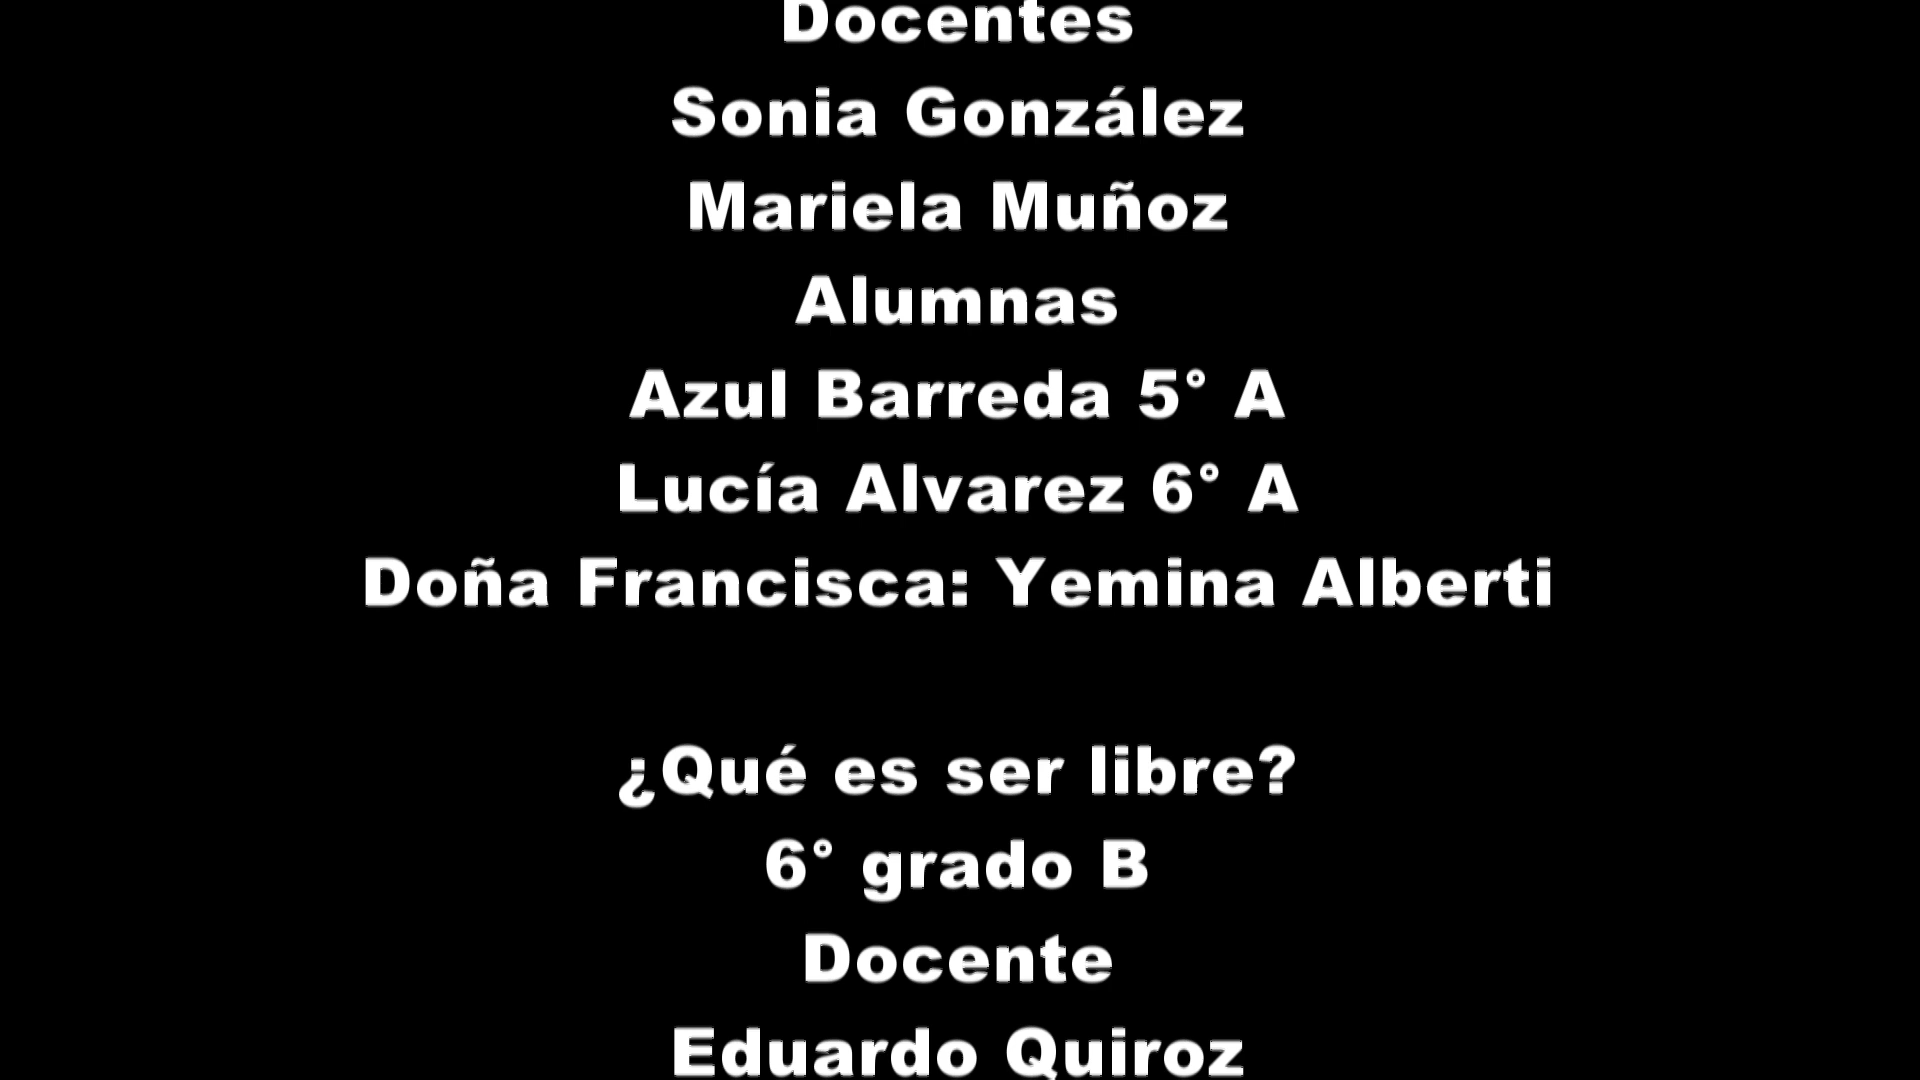 Docentes
Sonia González
Mariela Muñoz
Alumnas
Azul Barreda 5° A
Lucía Alvarez 6° A
Doña Francisca: Yemina Alberti
¿Qué es ser libre?
6° grado B
Docente
Eduardo Quiroz